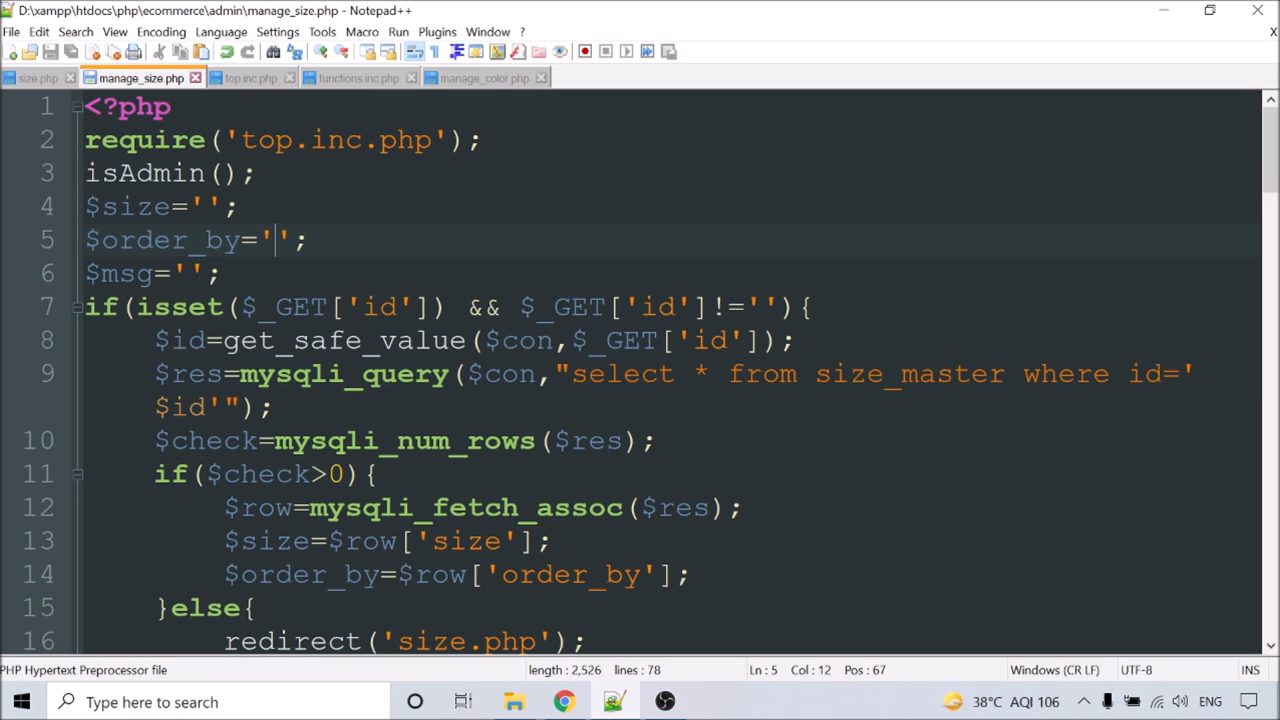 D:\xampp\htdocs\php\ecommerce\admin\manage_size.php - Notepad++
File Edit Search View Encoding Language Settings Tools Macro Run Plugins Window ? X
size.php manage_size.php top.inc.php functions.inc.php manage_color.php
1 <?php
2 require('top.inc.php');
3 isAdmin();
4 $size='';
5 $order_by='';
6 $msg='';
7 if(isset($_GET['id']) && $_GET['id']!=''){
8 $id=get_safe_value($con,$_GET['id']);
9 $res=mysqli_query($con,"select * from size_master where id='
$id'");
10 $check=mysqli_num_rows($res);
11 if($check>0){
12 $row=mysqli_fetch_assoc($res);
13 $size=$row['size'];
14 $order_by=$row['order_by'];
15 }else{
16 redirect('size.php');
PHP Hypertext Preprocessor file length : 2,526 lines : 78 Ln : 5 Col : 12 Pos : 67 Windows (CR LF) UTF-8 INS
Type here to search 38°C AQI 106 ENG